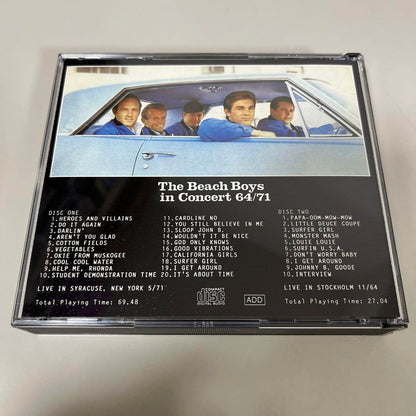 The Beach Boys
in Concert 64/71
DISC ONE
1.HEROES AND VILLAINS
2.DO IT AGAIN
3.DARLIN'
4.AREN'T YOU GLAD
5.COTTON FIELDS
6.VEGETABLES
7.OKIE FROM MUSKOGEE
8.COOL COOL WATER
9.HELP ME, RHONDA
10.STUDENT DEMONSTRATION TIME
11.CAROLINE NO
12.YOU STILL BELIEVE IN ME
13.SLOOP JOHN B.
14.WOULDN'T IT BE NICE
15.GOD ONLY KNOWS
16.GOOD VIBRATIONS
17.CALIFORNIA GIRLS
18.SURFER GIRL
19.I GET AROUND
20.IT'S ABOUT TIME
LIVE IN SYRACUSE, NEW YORK 5/71
Total Playing Time: 69.48
COMPACT
disc
DIGITAL AUDIO
ADD
DISC TWO
1.PAPA-OOM-MOW-MOW
2.LITTLE DEUCE COUPE
3.SURFER GIRL
4.MONSTER MASH
5.LOUIE LOUIE
6.SURFIN U.S.A.
7.DON'T WORRY BABY
8.I GET AROUND
9.JOHNNY B. GOODE
10.INTERVIEW
LIVE IN STOCKHOLM 11/64
Total Playing Time: 27.04